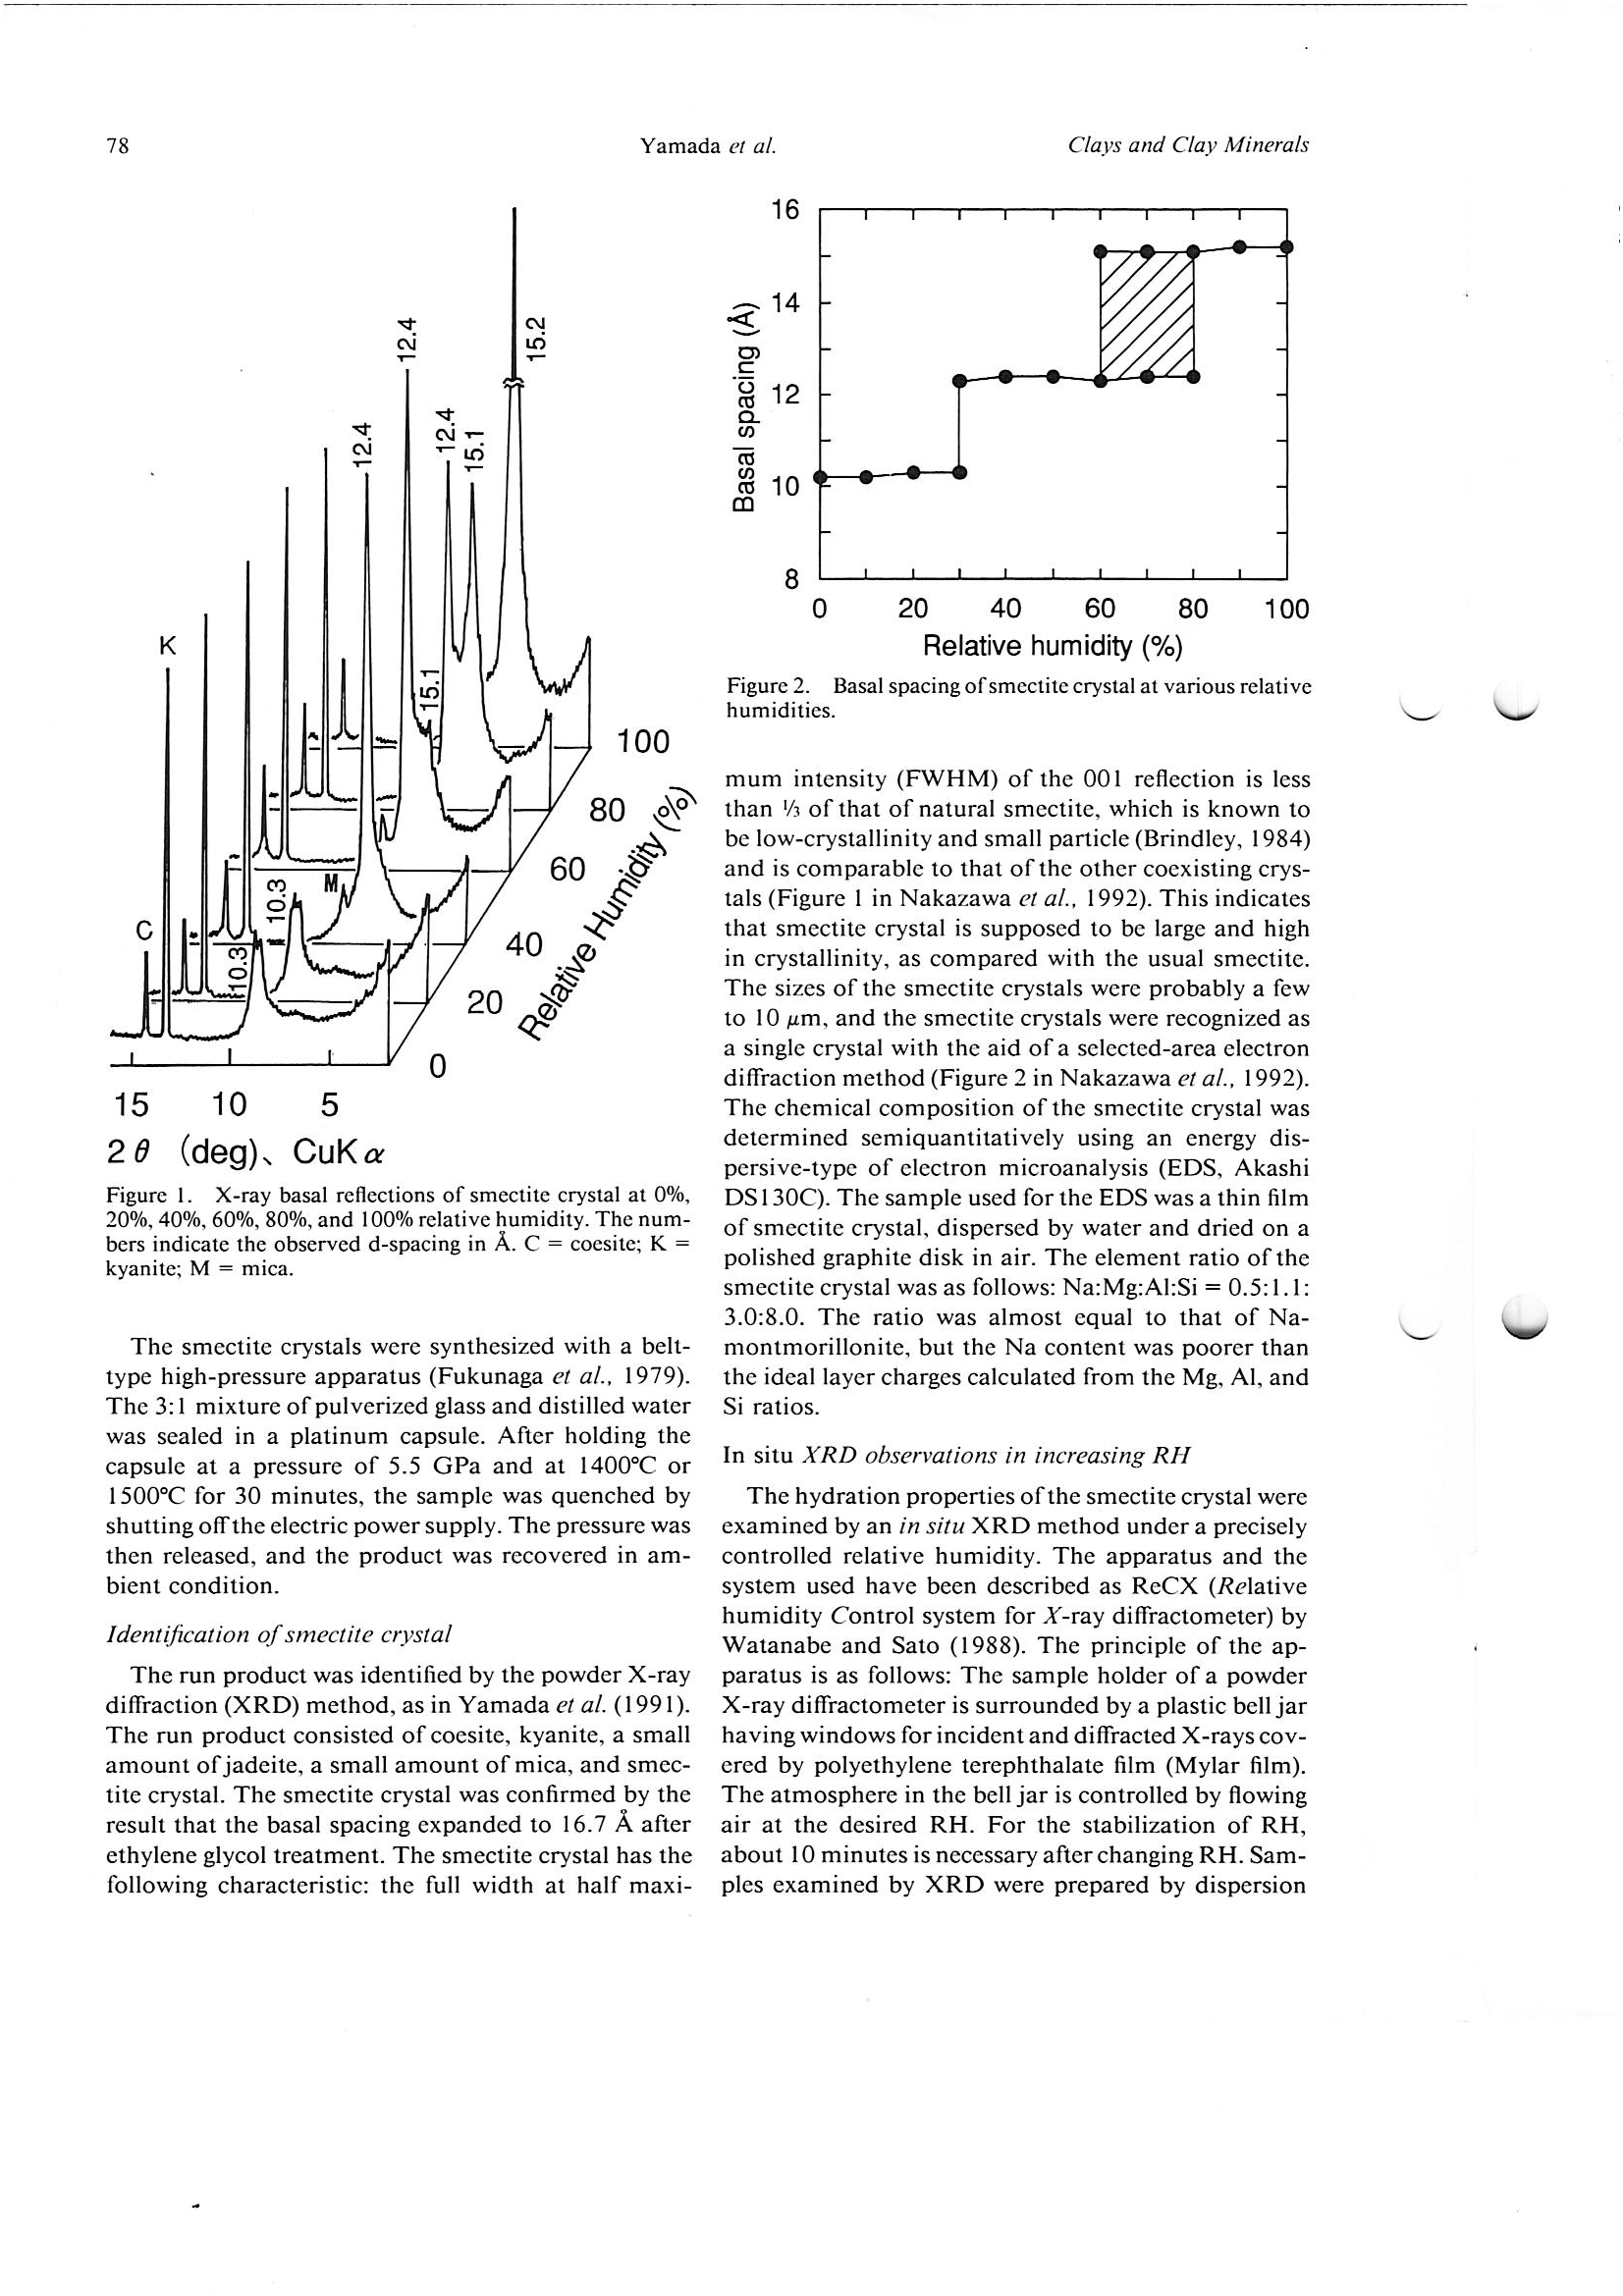 78
Yamada et al.
Clays and Clay Minerals
12.4
15.2
12.4
12.4
15.1
15.1
K
C
10.3
10.3
M
100
80
60
40
20
0
Relative Humidity (%)
15 10 5
2 θ (deg)、 CuK α
Figure 1. X-ray basal reflections of smectite crystal at 0%,
20%, 40%, 60%, 80%, and 100% relative humidity. The num-
bers indicate the observed d-spacing in Å. C = coesite; K =
kyanite; M = mica.
The smectite crystals were synthesized with a belt-
type high-pressure apparatus (Fukunaga et al., 1979).
The 3:1 mixture of pulverized glass and distilled water
was sealed in a platinum capsule. After holding the
capsule at a pressure of 5.5 GPa and at 1400°C or
1500°C for 30 minutes, the sample was quenched by
shutting off the electric power supply. The pressure was
then released, and the product was recovered in am-
bient condition.
Identification of smectite crystal
The run product was identified by the powder X-ray
diffraction (XRD) method, as in Yamada et al. (1991).
The run product consisted of coesite, kyanite, a small
amount of jadeite, a small amount of mica, and smec-
tite crystal. The smectite crystal was confirmed by the
result that the basal spacing expanded to 16.7 Å after
ethylene glycol treatment. The smectite crystal has the
following characteristic: the full width at half maxi-
16
14
12
10
8
Basal spacing (Å)
0 20 40 60 80 100
Relative humidity (%)
Figure 2. Basal spacing of smectite crystal at various relative
humidities.
mum intensity (FWHM) of the 001 reflection is less
than ⅓ of that of natural smectite, which is known to
be low-crystallinity and small particle (Brindley, 1984)
and is comparable to that of the other coexisting crys-
tals (Figure 1 in Nakazawa et al., 1992). This indicates
that smectite crystal is supposed to be large and high
in crystallinity, as compared with the usual smectite.
The sizes of the smectite crystals were probably a few
to 10 μm, and the smectite crystals were recognized as
a single crystal with the aid of a selected-area electron
diffraction method (Figure 2 in Nakazawa et al., 1992).
The chemical composition of the smectite crystal was
determined semiquantitatively using an energy dis-
persive-type of electron microanalysis (EDS, Akashi
DS130C). The sample used for the EDS was a thin film
of smectite crystal, dispersed by water and dried on a
polished graphite disk in air. The element ratio of the
smectite crystal was as follows: Na:Mg:Al:Si = 0.5:1.1:
3.0:8.0. The ratio was almost equal to that of Na-
montmorillonite, but the Na content was poorer than
the ideal layer charges calculated from the Mg, Al, and
Si ratios.
In situ XRD observations in increasing RH
The hydration properties of the smectite crystal were
examined by an in situ XRD method under a precisely
controlled relative humidity. The apparatus and the
system used have been described as ReCX (Relative
humidity Control system for X-ray diffractometer) by
Watanabe and Sato (1988). The principle of the ap-
paratus is as follows: The sample holder of a powder
X-ray diffractometer is surrounded by a plastic bell jar
having windows for incident and diffracted X-rays cov-
ered by polyethylene terephthalate film (Mylar film).
The atmosphere in the bell jar is controlled by flowing
air at the desired RH. For the stabilization of RH,
about 10 minutes is necessary after changing RH. Sam-
ples examined by XRD were prepared by dispersion